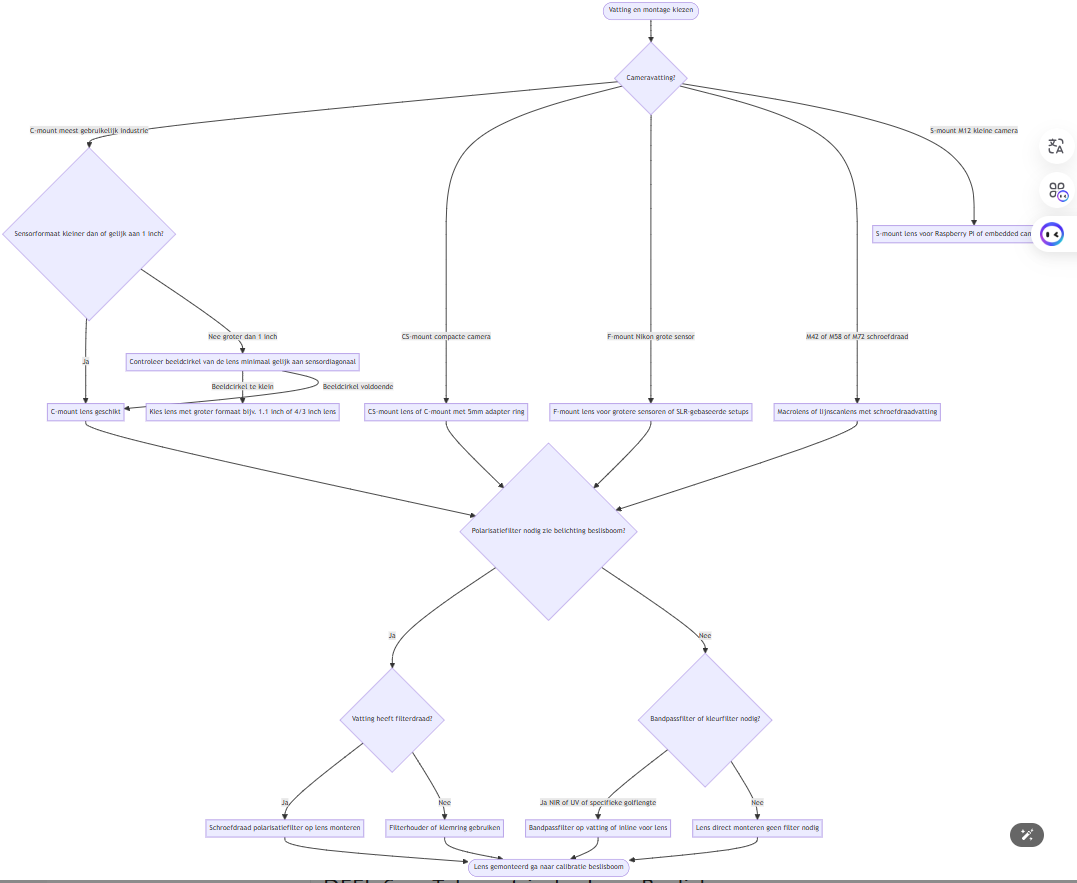 Vatting en montage kiezen
Cameravatting?
C-mount meest gebruikelijk industrie
S-mount M12 kleine camera
Sensorformaat kleiner dan of gelijk aan 1 inch?
S-mount lens voor Raspberry Pi of embedded
Nee groter dan 1 inch
CS-mount compacte camera
F-mount Nikon grote sensor
M42 of M58 of M72 schroefdraad
Ja
Controleer beeldcirkel van de lens minimaal gelijk aan sensordiagonaal
Beeldcirkel te klein
Beeldcirkel voldoende
C-mount lens geschikt
Kies lens met groter formaat bijv. 1.1 inch of 4/3 inch lens
CS-mount lens of C-mount met 5mm adapter ring
F-mount lens voor grotere sensoren of SLR-gebaseerde setups
Macrolens of lijnscanlens met schroefdraadvatting
Polarisatiefilter nodig zie belichting beslisboom?
Ja
Nee
Vatting heeft filterdraad?
Bandpassfilter of kleurfilter nodig?
Ja
Nee
Ja NIR of UV of specifieke golflengte
Nee
Schroefdraad polarisatiefilter op lens monteren
Filterhouder of klemring gebruiken
Bandpassfilter op vatting of inline voor lens
Lens direct monteren geen filter nodig
Lens gemonteerd ga naar calibratie beslisboom